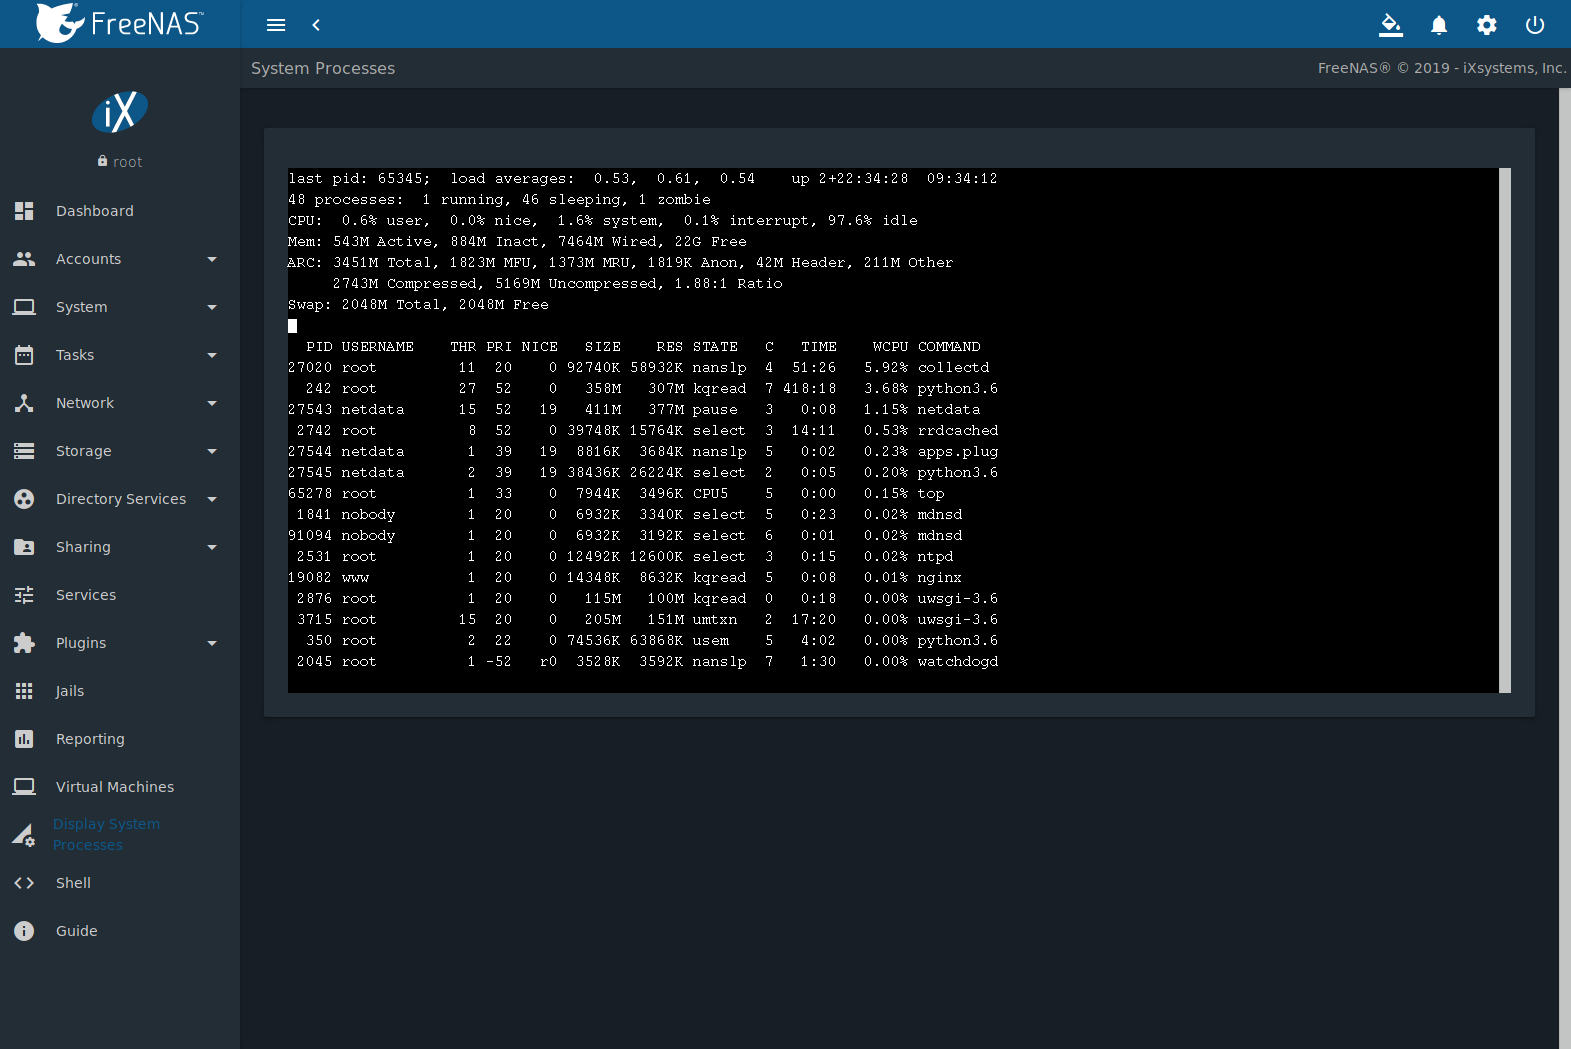 FreeNAS™
System Processes
FreeNAS® © 2019 - iXsystems, Inc.
iX
root
Dashboard
Accounts
System
Tasks
Network
Storage
Directory Services
Sharing
Services
Plugins
Jails
Reporting
Virtual Machines
Display System
Processes
Shell
Guide
last pid: 65345;  load averages:  0.53,  0.61,  0.54    up 2+22:34:28  09:34:12
48 processes:  1 running, 46 sleeping, 1 zombie
CPU:  0.6% user,  0.0% nice,  1.6% system,  0.1% interrupt, 97.6% idle
Mem: 543M Active, 884M Inact, 7464M Wired, 22G Free
ARC: 3451M Total, 1823M MFU, 1373M MRU, 1819K Anon, 42M Header, 211M Other
     2743M Compressed, 5169M Uncompressed, 1.88:1 Ratio
Swap: 2048M Total, 2048M Free
  PID USERNAME    THR PRI NICE   SIZE    RES STATE   C   TIME    WCPU COMMAND
27020 root         11  20    0 92740K 58932K nanslp  4  51:26   5.92% collectd
  242 root         27  52    0   358M   307M kqread  7 418:18   3.68% python3.6
27543 netdata      15  52   19   411M   377M pause   3   0:08   1.15% netdata
 2742 root          8  52    0 39748K 15764K select  3  14:11   0.53% rrdcached
27544 netdata       1  39   19  8816K  3684K nanslp  5   0:02   0.23% apps.plug
27545 netdata       2  39   19 38436K 26224K select  2   0:05   0.20% python3.6
65278 root          1  33    0  7944K  3496K CPU5    5   0:00   0.15% top
 1841 nobody        1  20    0  6932K  3340K select  5   0:23   0.02% mdnsd
91094 nobody        1  20    0  6932K  3192K select  6   0:01   0.02% mdnsd
 2531 root          1  20    0 12492K 12600K select  3   0:15   0.02% ntpd
19082 www           1  20    0 14348K  8632K kqread  5   0:08   0.01% nginx
 2876 root          1  20    0   115M   100M kqread  0   0:18   0.00% uwsgi-3.6
 3715 root         15  20    0   205M   151M umtxn   2  17:20   0.00% uwsgi-3.6
  350 root          2  22    0 74536K 63868K usem    5   4:02   0.00% python3.6
 2045 root          1 -52   r0  3528K  3592K nanslp  7   1:30   0.00% watchdogd